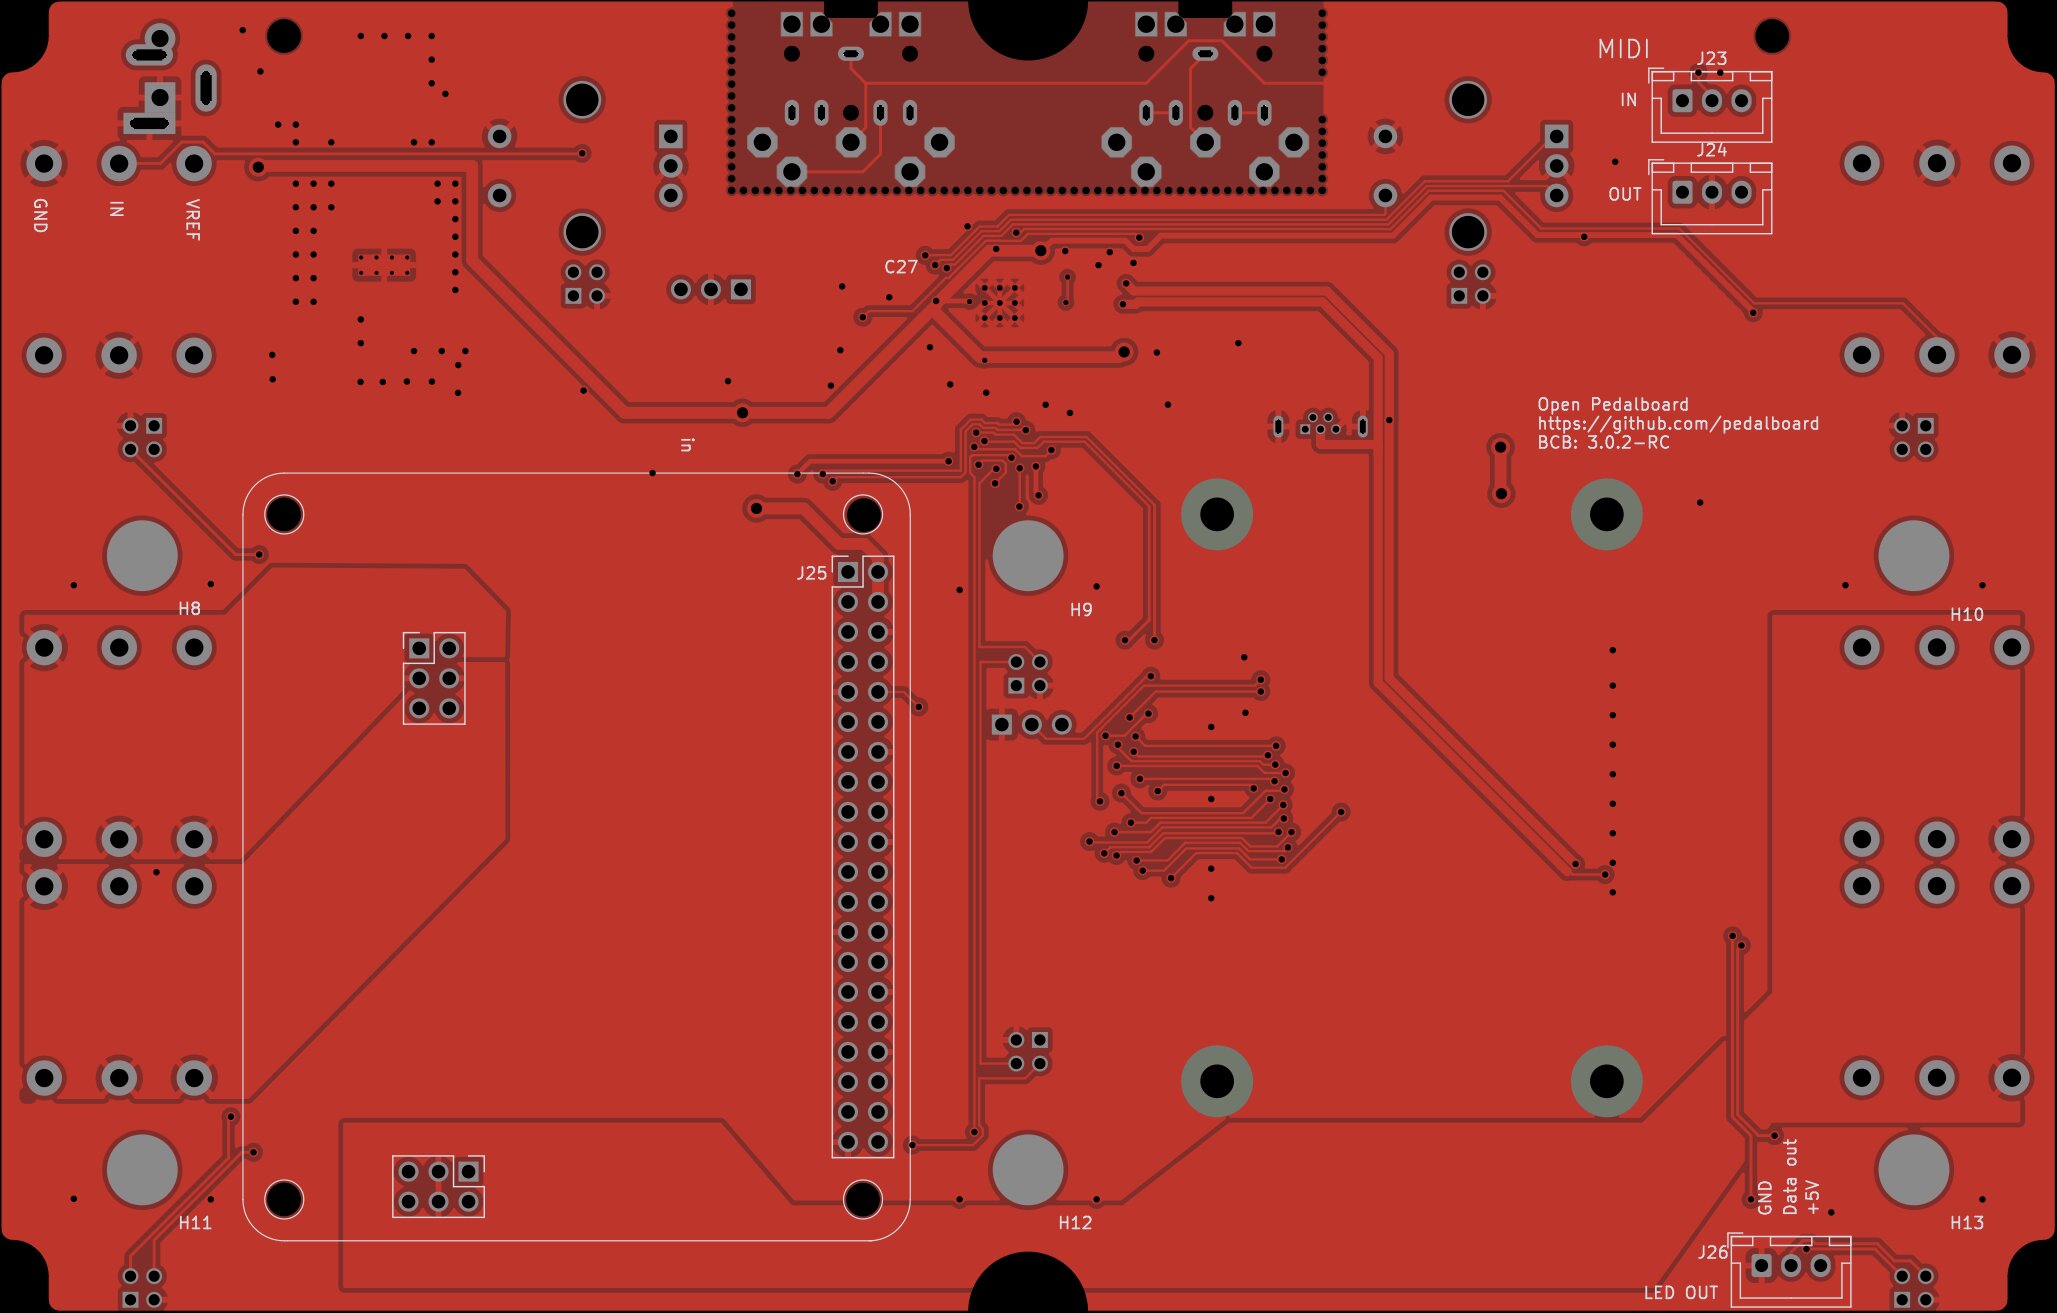 MIDI
J23
IN
J24
OUT
GND
IN
VREF
C27
Open Pedalboard
https://github.com/pedalboard
BCB: 3.0.2-RC
in
J25
H8
H9
H10
GND
Data out
+5V
H11
H12
H13
J26
LED OUT